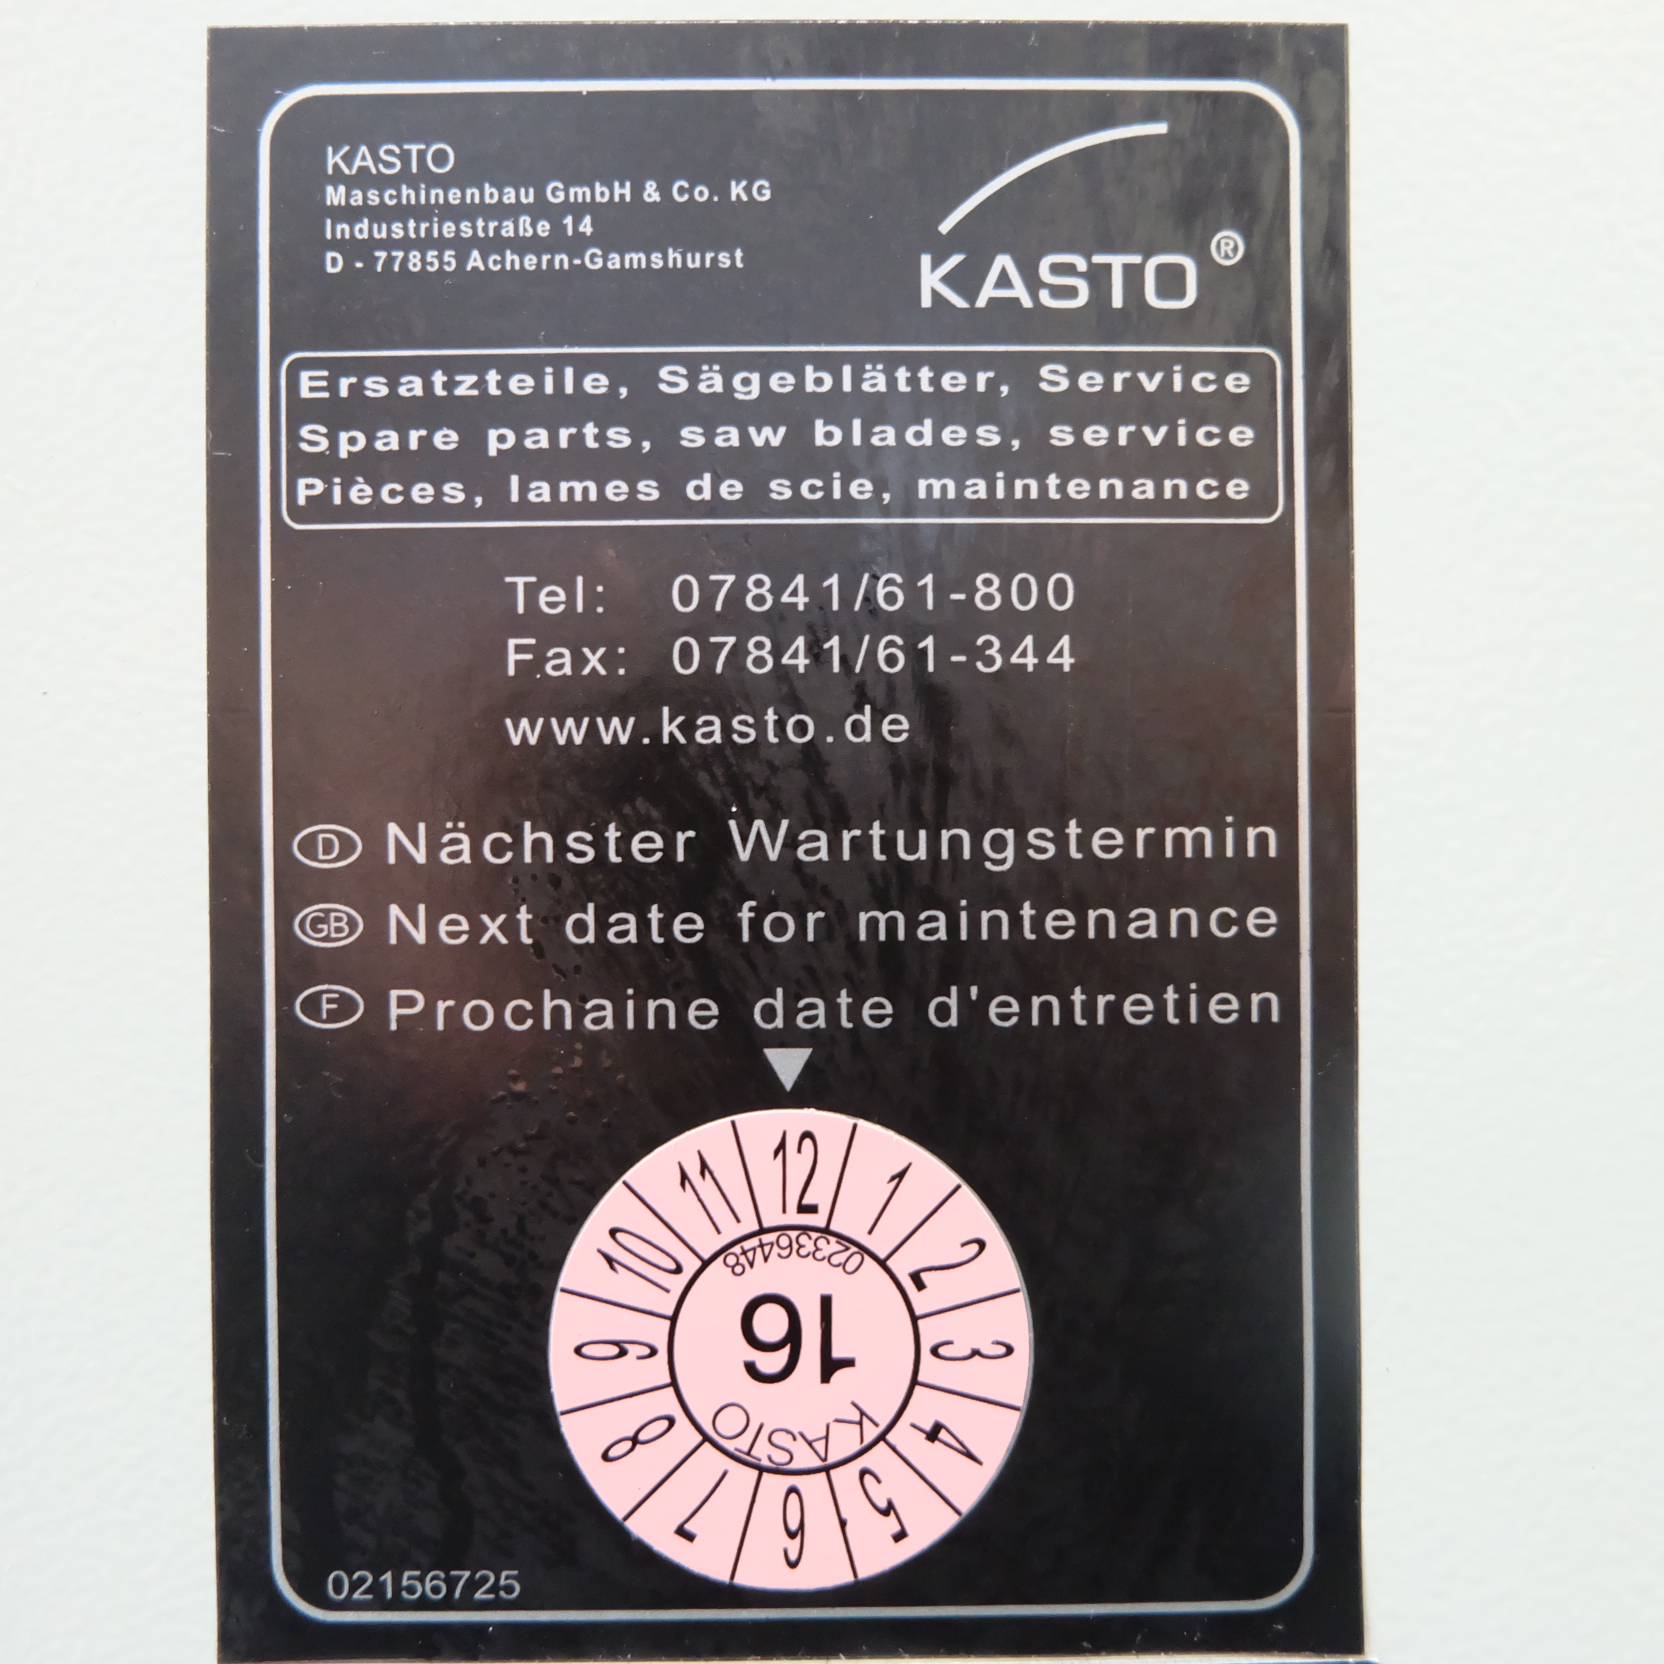 KASTO
Maschinenbau GmbH & Co. KG
Industriestraße 14
D - 77855 Achern-Gamshurst
KASTO®
Ersatzteile, Sägeblätter, Service
Spare parts, saw blades, service
Pièces, lames de scie, maintenance
Tel: 07841/61-800
Fax: 07841/61-344
www.kasto.de
D Nächster Wartungstermin
GB Next date for maintenance
F Prochaine date d'entretien
12 1 2 3 4 5 6 7 8 9 10 11
02336448
16
KASTO
02156725